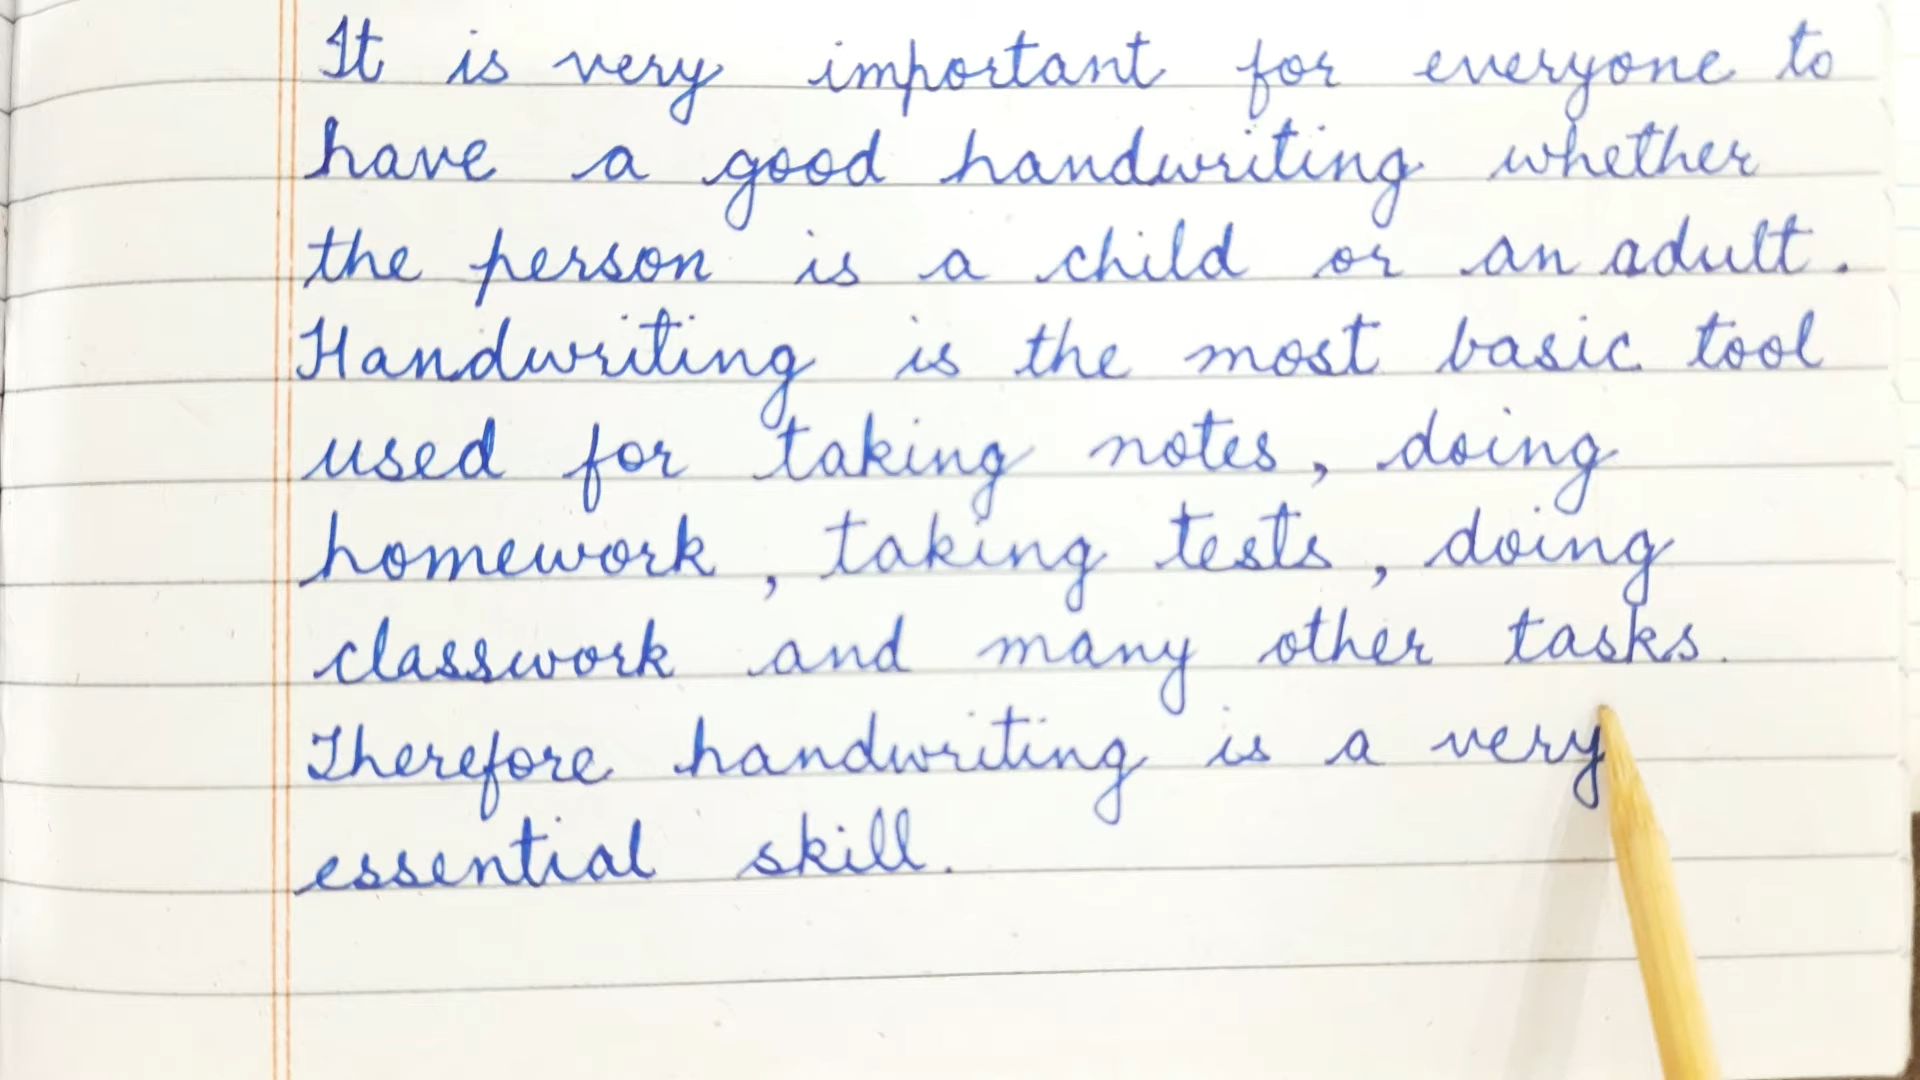 It is very important for everyone to
have a good handwriting whether
the person is a child or an adult.
Handwriting is the most basic tool
used for taking notes, doing
homework, taking tests, doing
classwork and many other tasks.
Therefore handwriting is a very
essential skill.